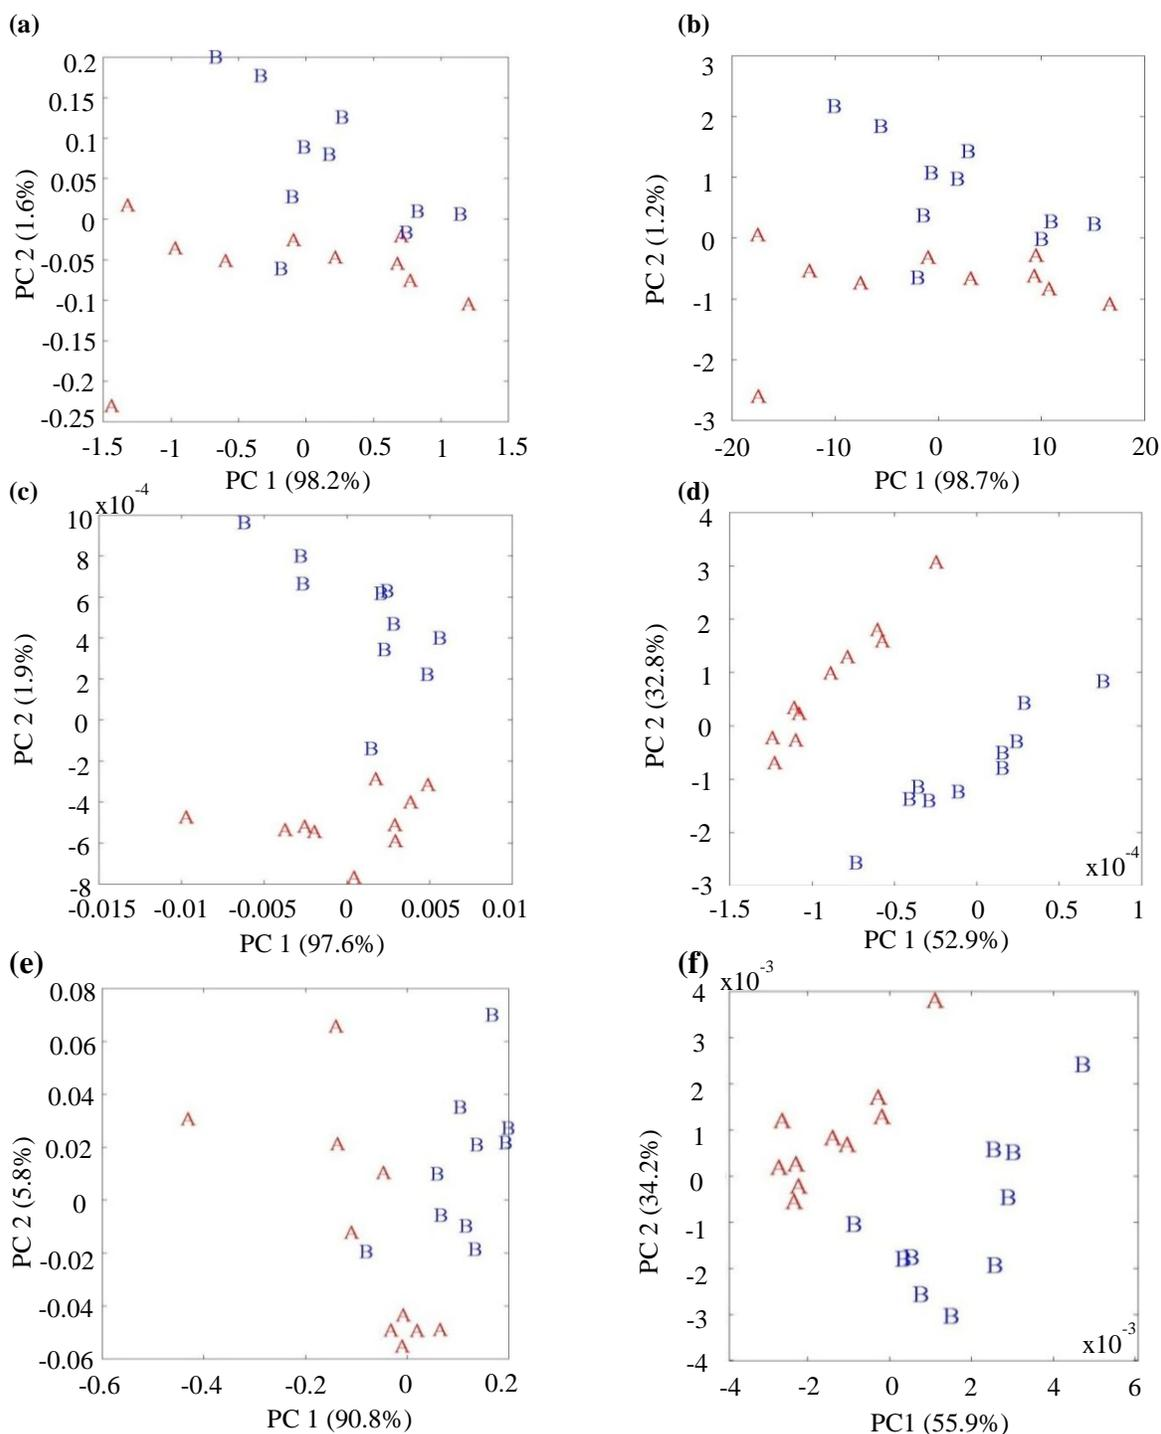 (a)
0.2
0.15
0.1
0.05
0
-0.05
-0.1
-0.15
-0.2
-0.25
PC 2 (1.6%)
B
B
B
B
B
B
B
B
B
B
A
A
A
A
A
A
A
A
A
A
-1.5 -1 -0.5 0 0.5 1 1.5
PC 1 (98.2%)
(b)
3
2
1
0
-1
-2
-3
PC 2 (1.2%)
B
B
B
B
B
B
B
B
B
B
A
A
A
A
A
A
A
A
A
A
-20 -10 0 10 20
PC 1 (98.7%)
(c)
x10-4
10
8
6
4
2
0
-2
-4
-6
-8
PC 2 (1.9%)
B
B
B
B
B
B
B
B
B
B
A
A
A
A
A
A
A
A
A
A
-0.015 -0.01 -0.005 0 0.005 0.01
PC 1 (97.6%)
(d)
4
3
2
1
0
-1
-2
-3
PC 2 (32.8%)
A
A
A
A
A
A
A
A
A
A
B
B
B
B
B
B
B
B
B
B
x10-4
-1.5 -1 -0.5 0 0.5 1
PC 1 (52.9%)
(e)
0.08
0.06
0.04
0.02
0
-0.02
-0.04
-0.06
PC 2 (5.8%)
B
A
A
B
B
A
B
B
A
B
B
B
A
B
B
A
A
A
A
A
-0.6 -0.4 -0.2 0 0.2
PC 1 (90.8%)
(f)
x10-3
4
3
2
1
0
-1
-2
-3
-4
PC 2 (34.2%)
A
B
A
A
A
A
A
B
B
A
A
A
A
B
B
B
B
B
B
B
x10-3
-4 -2 0 2 4 6
PC1 (55.9%)